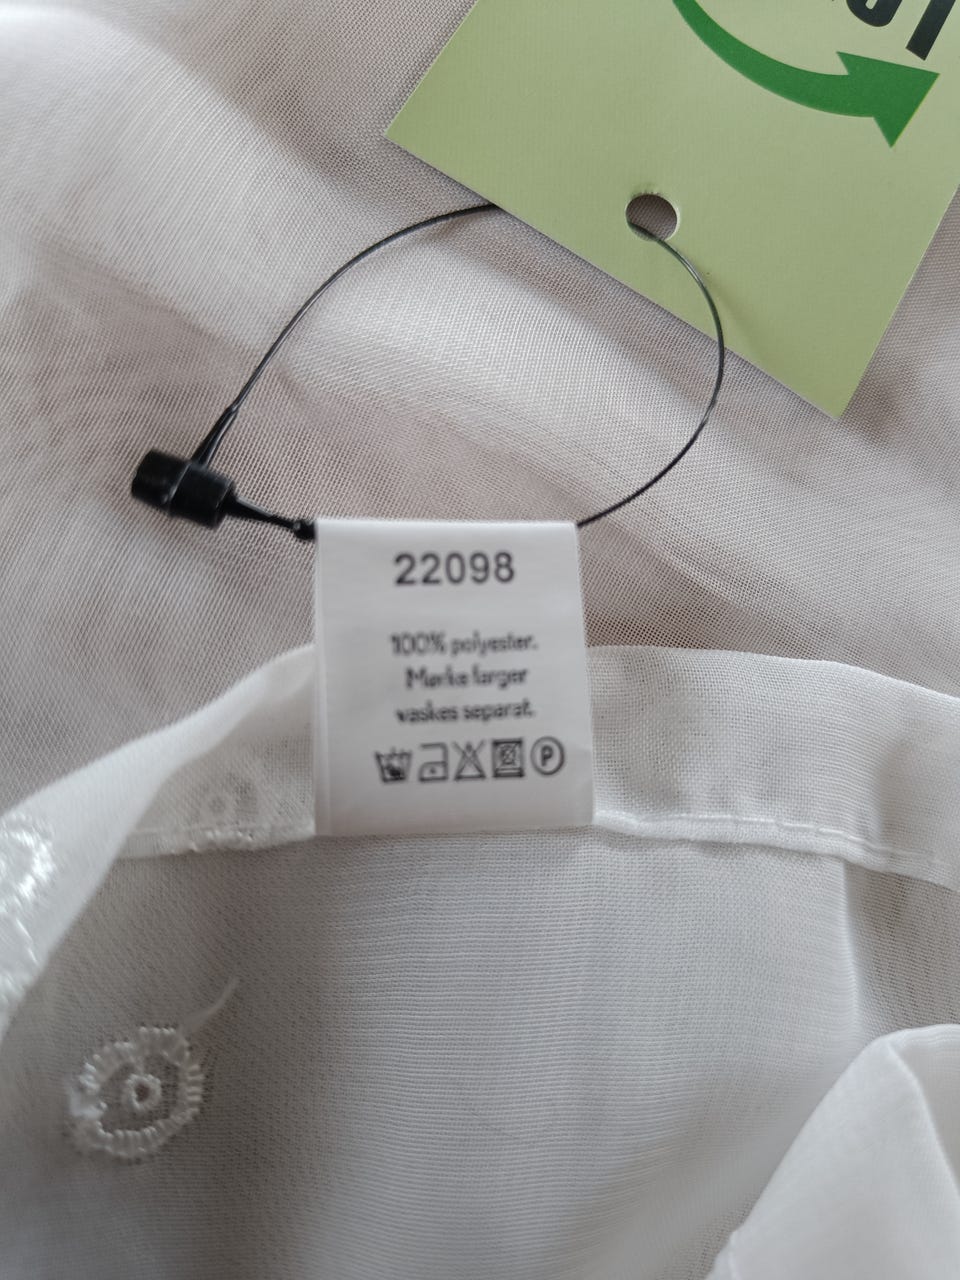 22098
100% polyester.
Mørke farger
vaskes separat.
P